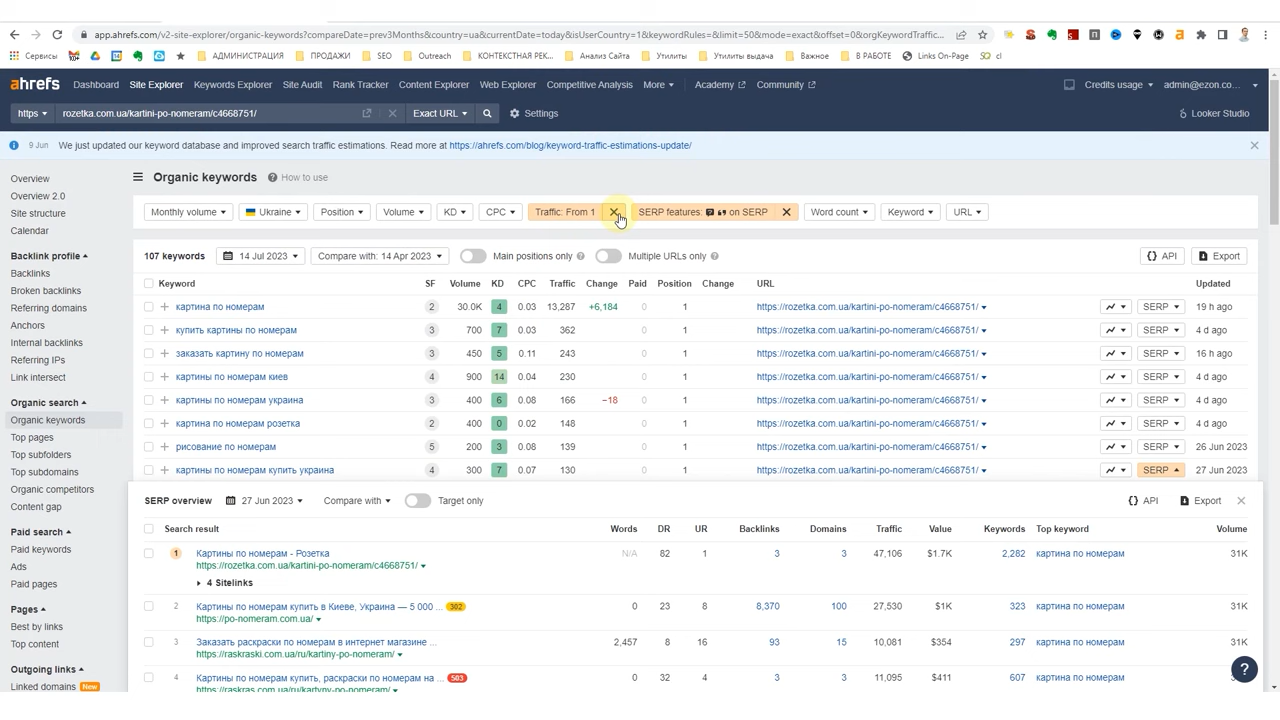 app.ahrefs.com/v2-site-explorer/organic-keywords?compareDate=prev3Months&country=ua&currentDate=today&isUserCountry=1&keywordRules=&limit=50&mode=exact&offset=0&orgKeywordTraffic...
Сервисы АДМИНИСТРАЦИЯ ПРОДАЖИ SEO Outreach КОНТЕКСТНАЯ РЕК... Анализ Сайта Утилиты Утилиты выдача Важное В РАБОТЕ Links On-Page cl
ahrefs Dashboard Site Explorer Keywords Explorer Site Audit Rank Tracker Content Explorer Web Explorer Competitive Analysis More Academy Community Credits usage admin@ezon.co...
https rozetka.com.ua/kartini-po-nomeram/c4668751/ Exact URL Settings Looker Studio
9 Jun We just updated our keyword database and improved search traffic estimations. Read more at https://ahrefs.com/blog/keyword-traffic-estimations-update/
Overview
Overview 2.0
Site structure
Calendar
Backlink profile
Backlinks
Broken backlinks
Referring domains
Anchors
Internal backlinks
Referring IPs
Link intersect
Organic search
Organic keywords
Top pages
Top subfolders
Top subdomains
Organic competitors
Content gap
Paid search
Paid keywords
Ads
Paid pages
Pages
Best by links
Top content
Outgoing links
Linked domains New
Organic keywords ? How to use
Monthly volume Ukraine Position Volume KD CPC Traffic: From 1 SERP features: on SERP Word count Keyword URL
107 keywords 14 Jul 2023 Compare with: 14 Apr 2023 Main positions only Multiple URLs only {} API Export
Keyword SF Volume KD CPC Traffic Change Paid Position Change URL Updated
картина по номерам 2 30.0K 4 0.03 13,287 +6,184 0 1 https://rozetka.com.ua/kartini-po-nomeram/c4668751/ SERP 19 h ago
купить картины по номерам 3 700 7 0.03 362 0 1 https://rozetka.com.ua/kartini-po-nomeram/c4668751/ SERP 4 d ago
заказать картину по номерам 3 450 5 0.11 243 0 1 https://rozetka.com.ua/kartini-po-nomeram/c4668751/ SERP 16 h ago
картины по номерам киев 4 900 14 0.04 230 0 1 https://rozetka.com.ua/kartini-po-nomeram/c4668751/ SERP 4 d ago
картины по номерам украина 3 400 6 0.08 166 −18 0 1 https://rozetka.com.ua/kartini-po-nomeram/c4668751/ SERP 4 d ago
картина по номерам розетка 2 400 0 0.02 148 0 1 https://rozetka.com.ua/kartini-po-nomeram/c4668751/ SERP 4 d ago
рисование по номерам 5 200 3 0.08 139 0 1 https://rozetka.com.ua/kartini-po-nomeram/c4668751/ SERP 26 Jun 2023
картины по номерам купить украина 4 300 7 0.07 130 0 1 https://rozetka.com.ua/kartini-po-nomeram/c4668751/ SERP 27 Jun 2023
SERP overview 27 Jun 2023 Compare with Target only {} API Export
Search result Words DR UR Backlinks Domains Traffic Value Keywords Top keyword Volume
1 Картины по номерам - Розетка N/A 82 1 3 3 47,106 $1.7K 2,282 картина по номерам 31K
https://rozetka.com.ua/kartini-po-nomeram/c4668751/
4 Sitelinks
2 Картины по номерам купить в Киеве, Украина — 5 000 ... 302 0 23 8 8,370 100 27,530 $1K 323 картина по номерам 31K
https://po-nomeram.com.ua/
3 Заказать раскраски по номерам в интернет магазине ... 2,457 8 16 93 15 10,081 $354 297 картина по номерам 31K
https://raskraski.com.ua/ru/kartiny-po-nomeram/
4 Картины по номерам купить, раскраски по номерам на ... 503 0 32 4 3 3 11,095 $411 607 картина по номерам
https://raskras.com.ua/ru/kartyny-po-nomeram/
?